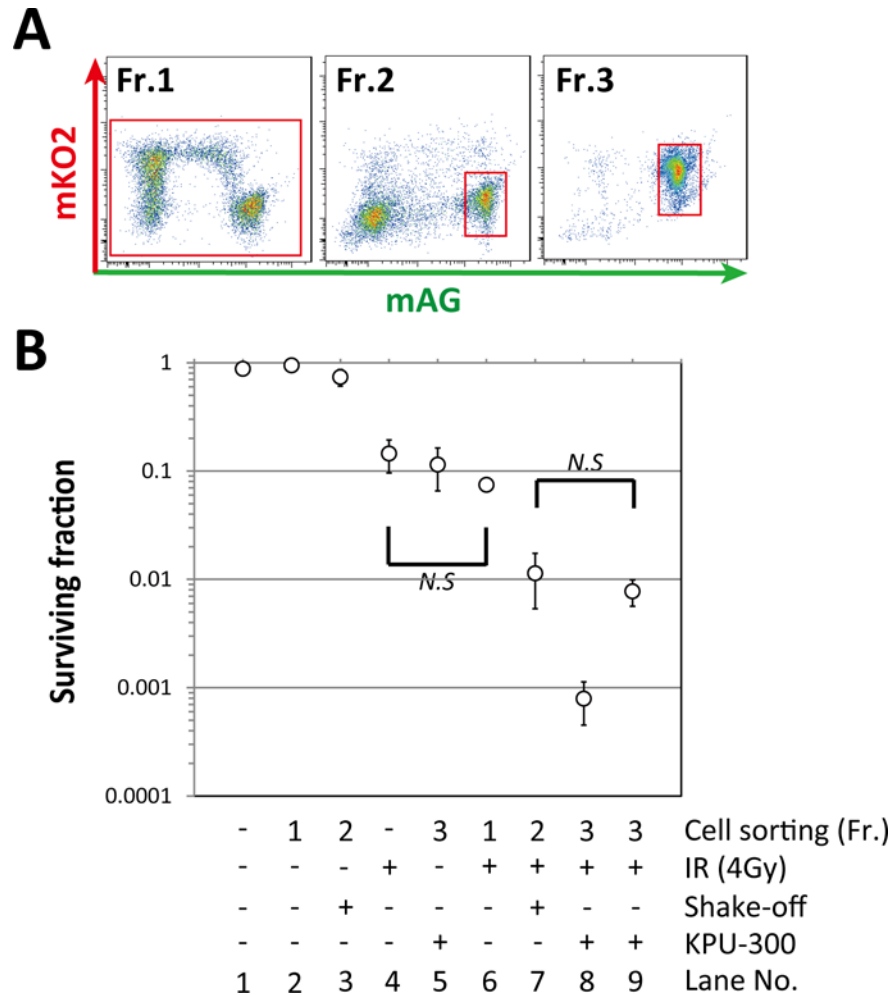 A
Fr.1
Fr.2
Fr.3
mKO2
mAG
B
Surviving fraction
1
0.1
0.01
0.001
0.0001
N.S
N.S
- 1 2 - 3 1 2 3 3 Cell sorting (Fr.)
- - - + - + + + + IR (4Gy)
- - + - - - + - - Shake-off
- - - - + - - + + KPU-300
1 2 3 4 5 6 7 8 9 Lane No.